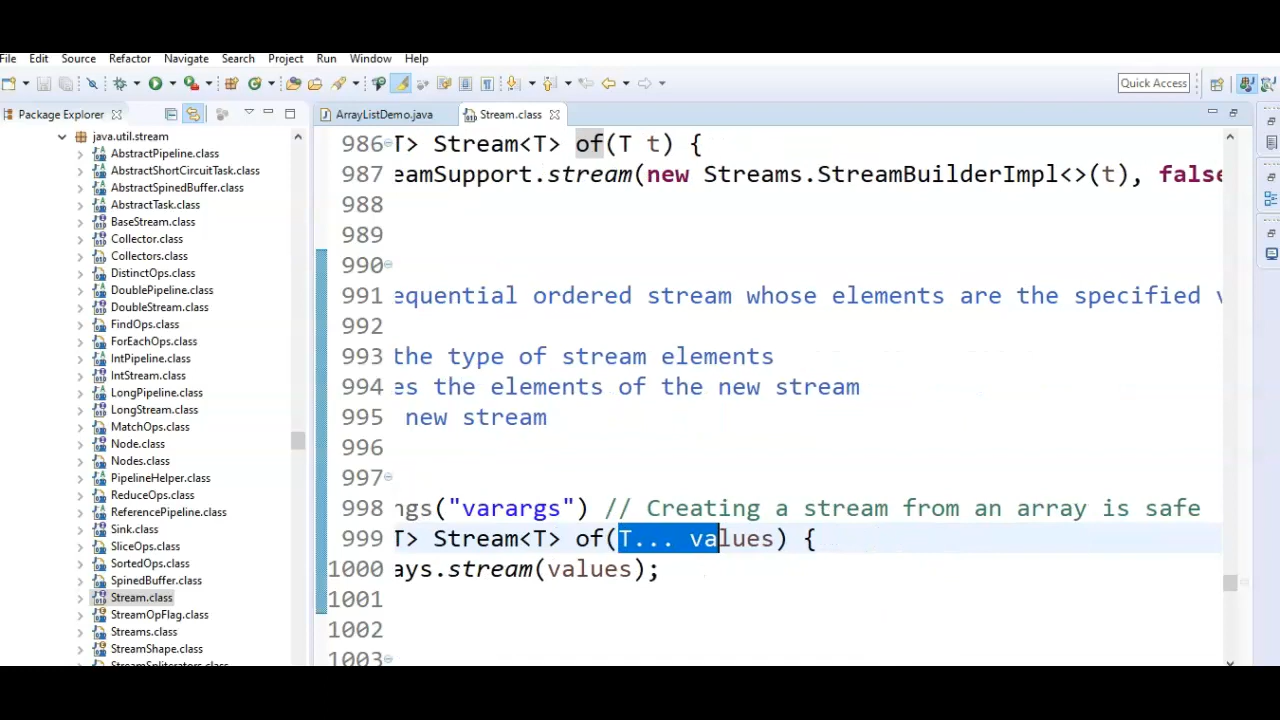 File Edit Source Refactor Navigate Search Project Run Window Help
Quick Access
Package Explorer
ArrayListDemo.java
Stream.class
java.util.stream
AbstractPipeline.class
AbstractShortCircuitTask.class
AbstractSpinedBuffer.class
AbstractTask.class
BaseStream.class
Collector.class
Collectors.class
DistinctOps.class
DoublePipeline.class
DoubleStream.class
FindOps.class
ForEachOps.class
IntPipeline.class
IntStream.class
LongPipeline.class
LongStream.class
MatchOps.class
Node.class
Nodes.class
PipelineHelper.class
ReduceOps.class
ReferencePipeline.class
Sink.class
SliceOps.class
SortedOps.class
SpinedBuffer.class
Stream.class
StreamOpFlag.class
Streams.class
StreamShape.class
StreamSpliterators.class
986 T> Stream<T> of(T t) {
987 eamSupport.stream(new Streams.StreamBuilderImpl<>(t), false
988
989
990
991 equential ordered stream whose elements are the specified v
992
993 the type of stream elements
994 es the elements of the new stream
995 new stream
996
997
998 ngs("varargs") // Creating a stream from an array is safe
999 T> Stream<T> of(T... values) {
1000 ays.stream(values);
1001
1002
1003